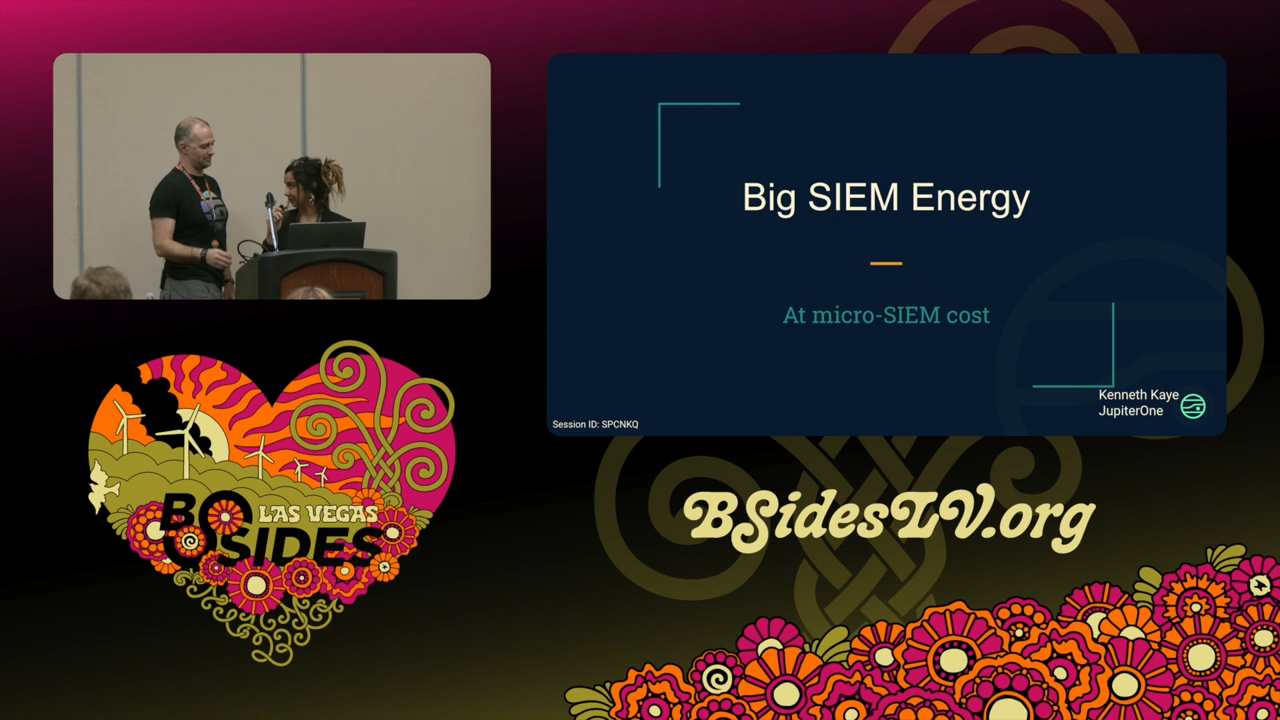 Big SIEM Energy
At micro-SIEM cost
Kenneth Kaye
JupiterOne
Session ID: SPCNKQ
LAS VEGAS
BSIDES
BSidesLV.org